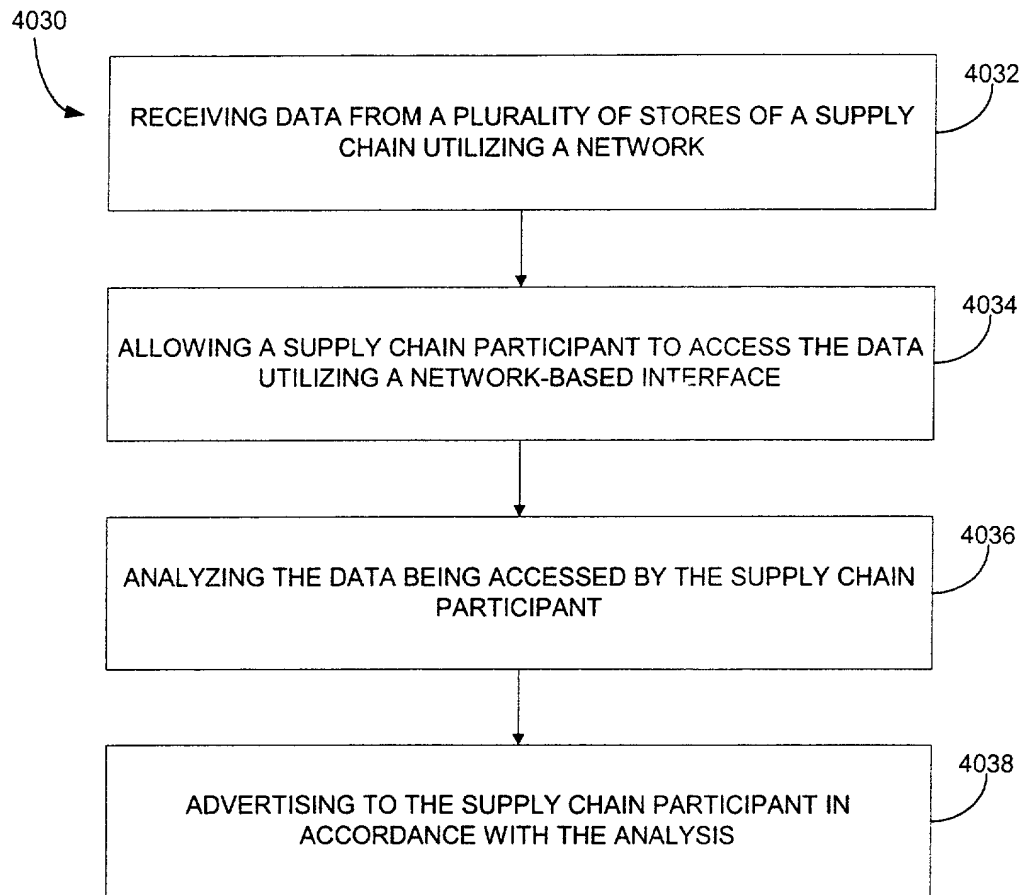 4030
4032
RECEIVING DATA FROM A PLURALITY OF STORES OF A SUPPLY
CHAIN UTILIZING A NETWORK
4034
ALLOWING A SUPPLY CHAIN PARTICIPANT TO ACCESS THE DATA
UTILIZING A NETWORK-BASED INTERFACE
4036
ANALYZING THE DATA BEING ACCESSED BY THE SUPPLY CHAIN
PARTICIPANT
4038
ADVERTISING TO THE SUPPLY CHAIN PARTICIPANT IN
ACCORDANCE WITH THE ANALYSIS